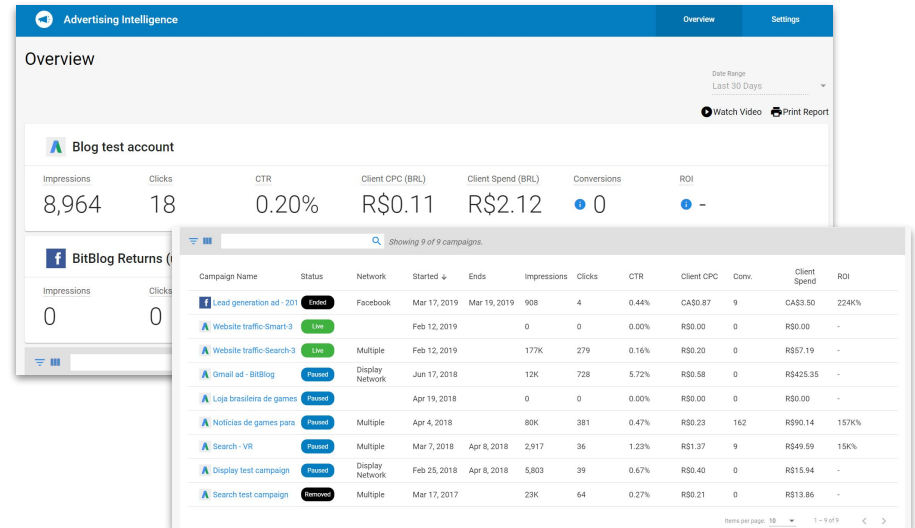 Advertising Intelligence Overview Settings
Overview
Date Range
Last 30 Days
Watch Video Print Report
Blog test account
Impressions Clicks CTR Client CPC (BRL) Client Spend (BRL) Conversions ROI
8,964 18 0.20% R$0.11 R$2.12 0 -
BitBlog Returns (
Impressions Clicks
0 0
Showing 9 of 9 campaigns.
Campaign Name Status Network Started Ends Impressions Clicks CTR Client CPC Conv. Client Spend ROI
Lead generation ad - 201 Ended Facebook Mar 17, 2019 Mar 19, 2019 908 4 0.44% CA$0.87 9 CA$3.50 224K%
Website traffic-Smart-3 Live Feb 12, 2019 0 0 0.00% R$0.00 0 R$0.00 -
Website traffic-Search-3 Live Multiple Feb 12, 2019 177K 279 0.16% R$0.20 0 R$57.19 -
Gmail ad - BitBlog Paused Display Network Jun 17, 2018 12K 728 5.72% R$0.58 0 R$425.35 -
Loja brasileira de games Paused Apr 19, 2018 0 0 0.00% R$0.00 0 R$0.00 -
Notícias de games para Paused Multiple Apr 4, 2018 80K 381 0.47% R$0.23 162 R$90.14 157K%
Search - VR Paused Multiple Mar 7, 2018 Apr 8, 2018 2,917 36 1.23% R$1.37 9 R$49.59 15K%
Display test campaign Paused Display Network Feb 25, 2018 Apr 8, 2018 5,803 39 0.67% R$0.40 0 R$15.94 -
Search test campaign Removed Multiple Mar 17, 2017 23K 64 0.27% R$0.21 0 R$13.86 -
Items per page: 10 1 – 9 of 9